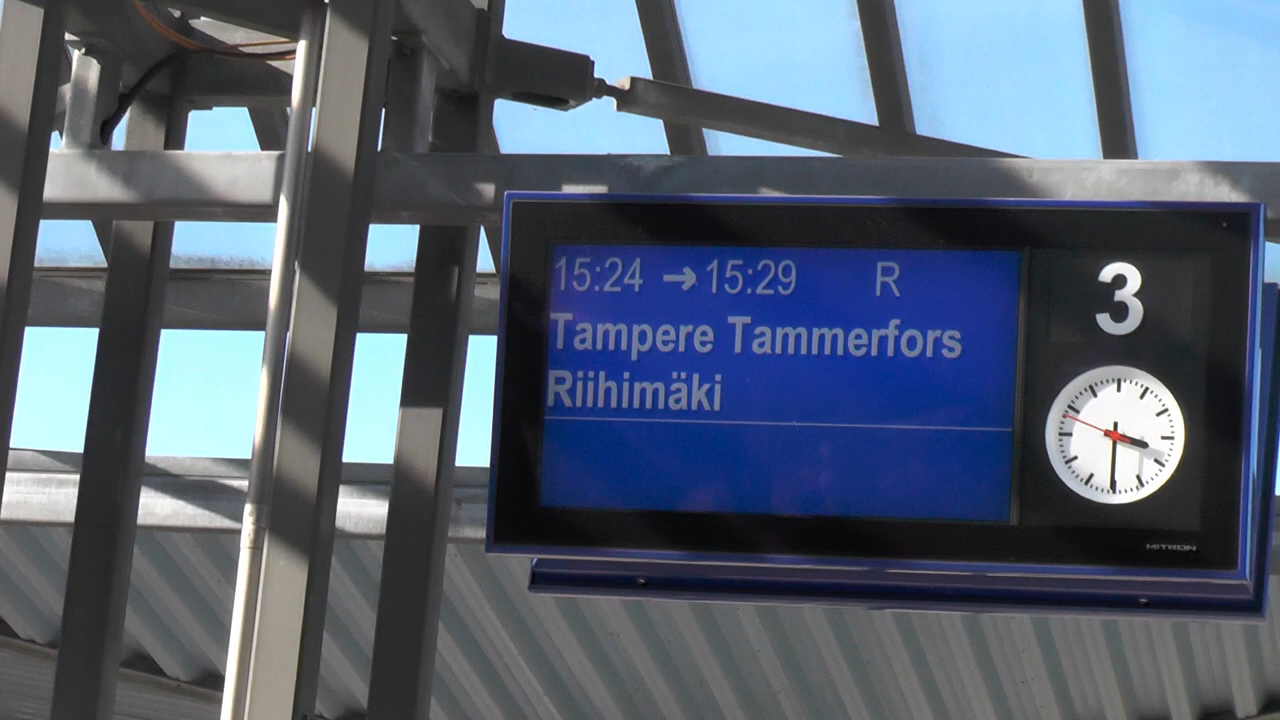 15:24 → 15:29 R
Tampere Tammerfors
Riihimäki
3
MITRON